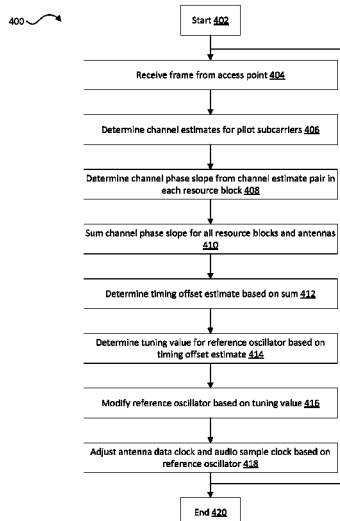 400
Start 402
Receive frame from access point 404
Determine channel estimates for pilot subcarriers 406
Determine channel phase slope from channel estimate pair in
each resource block 408
Sum channel phase slope for all resource blocks and antennas
410
Determine timing offset estimate based on sum 412
Determine tuning value for reference oscillator based on
timing offset estimate 414
Modify reference oscillator based on tuning value 416
Adjust antenna data clock and audio sample clock based on
reference oscillator 418
End 420